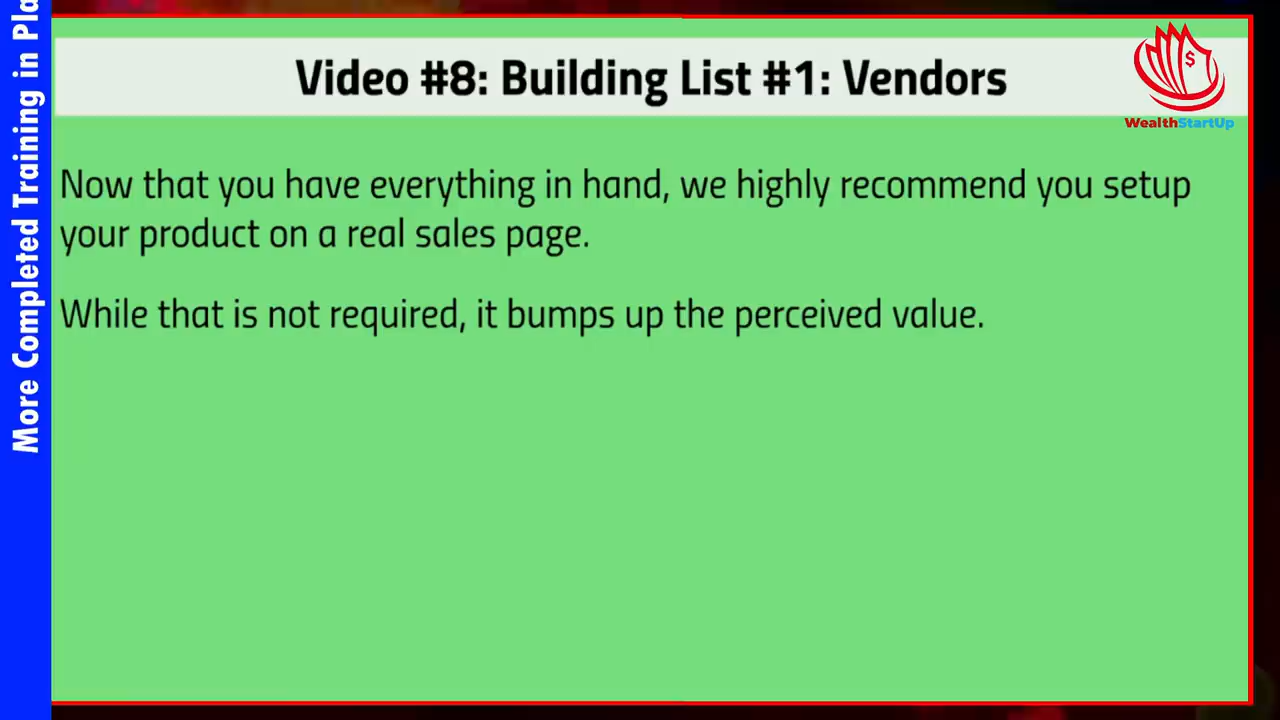 Video #8: Building List #1: Vendors
WealthStartUp
Now that you have everything in hand, we highly recommend you setup
your product on a real sales page.
While that is not required, it bumps up the perceived value.
More Completed Training in